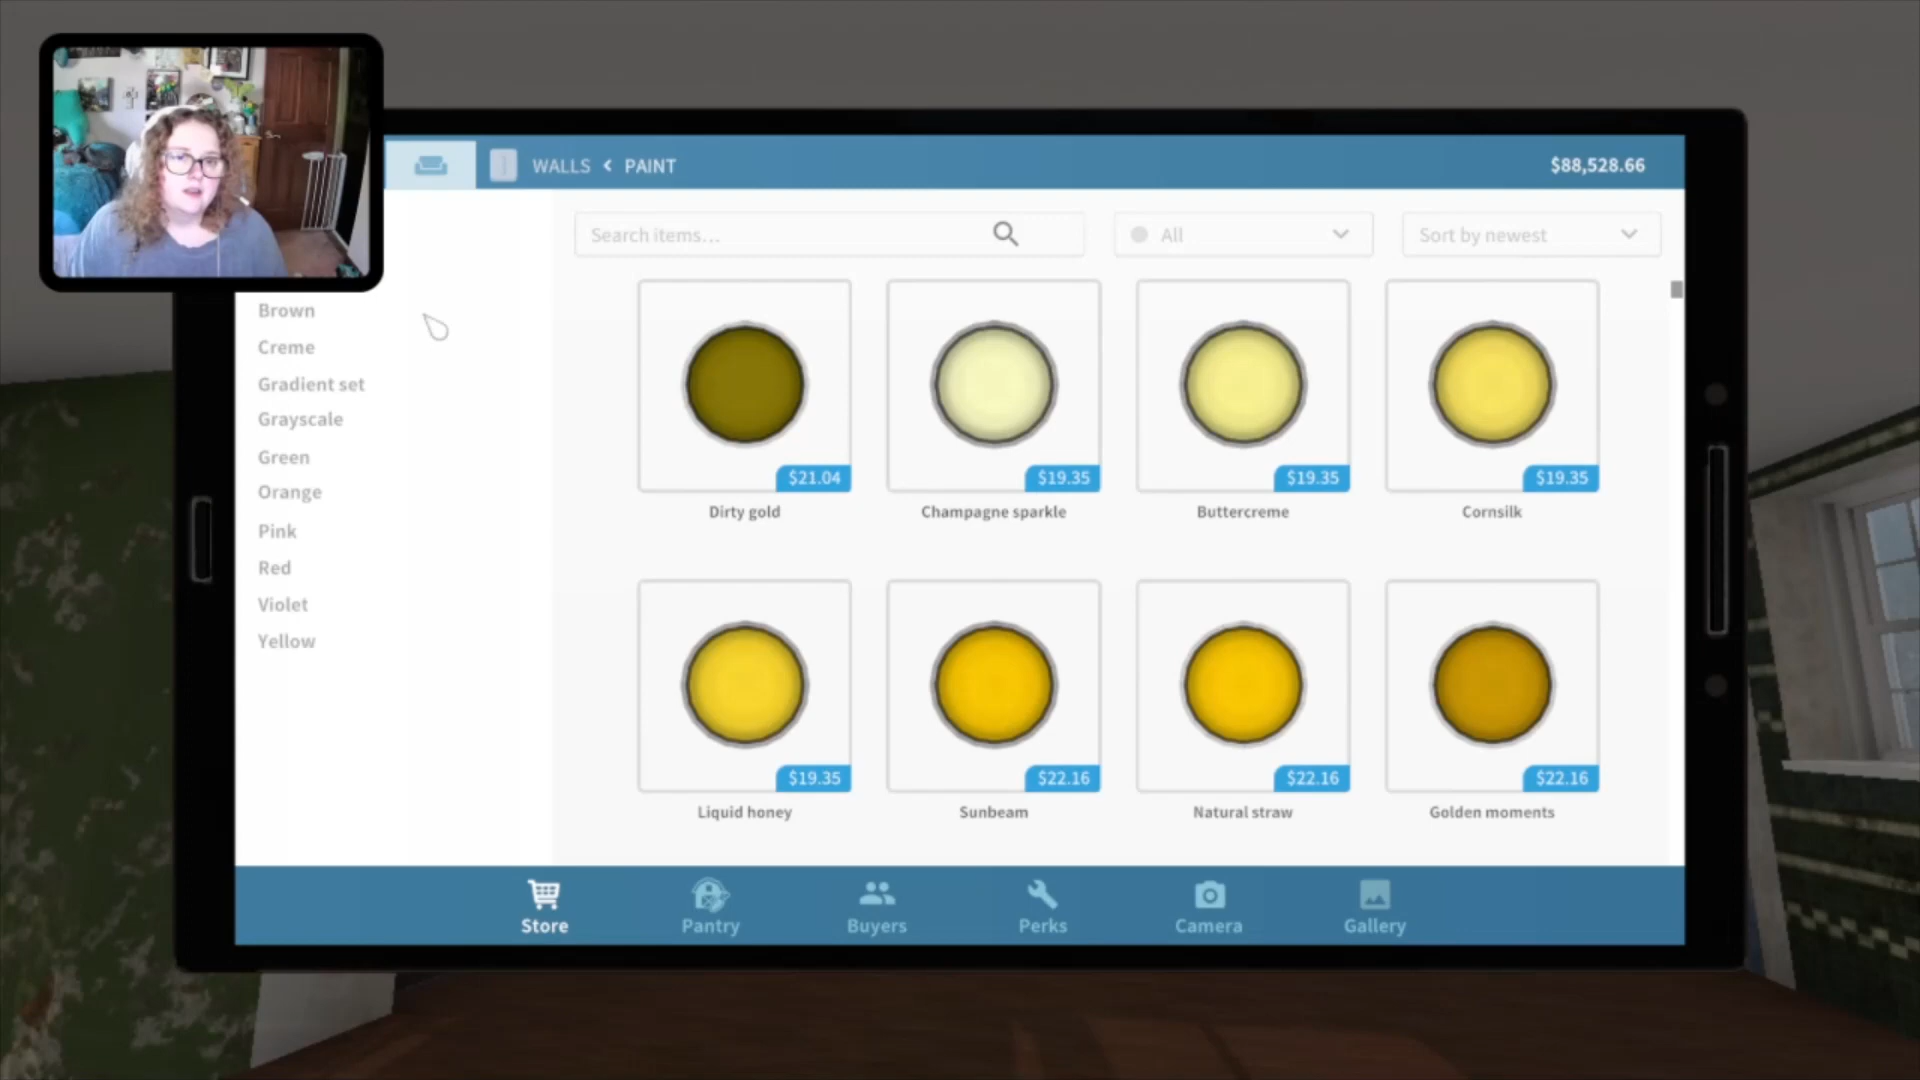 WALLS < PAINT
$88,528.66
Search items...
All
Sort by newest
Brown
Creme
Gradient set
Grayscale
Green
Orange
Pink
Red
Violet
Yellow
$21.04
$19.35
$19.35
$19.35
Dirty gold
Champagne sparkle
Buttercreme
Cornsilk
$19.35
$22.16
$22.16
$22.16
Liquid honey
Sunbeam
Natural straw
Golden moments
Store
Pantry
Buyers
Perks
Camera
Gallery